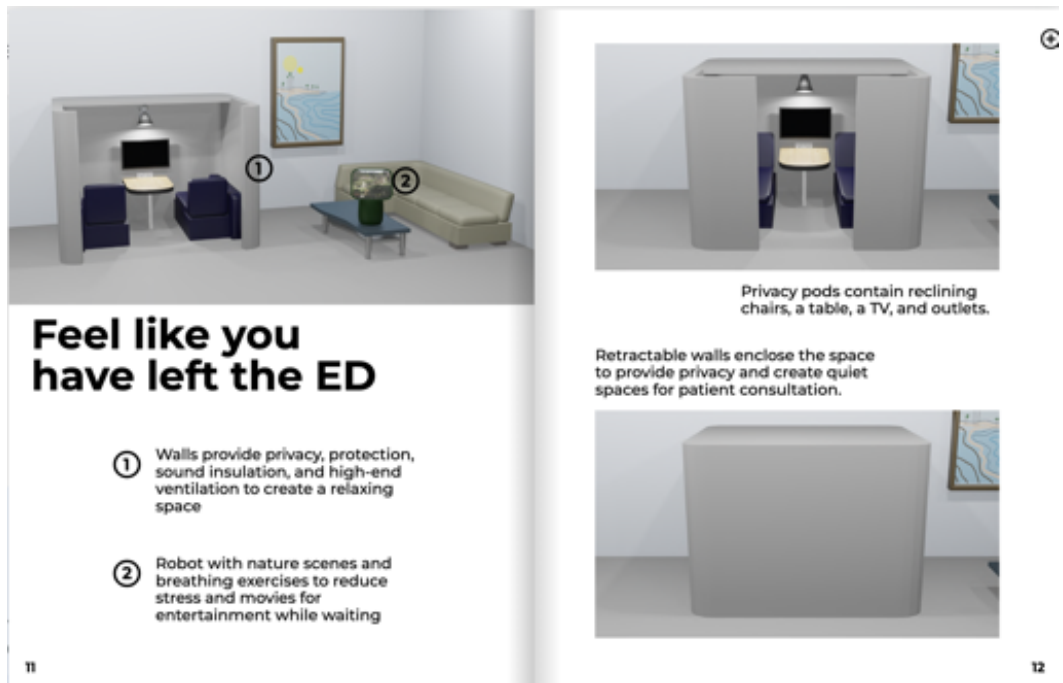 1
2
Feel like you
have left the ED
1 Walls provide privacy, protection,
sound insulation, and high-end
ventilation to create a relaxing
space
2 Robot with nature scenes and
breathing exercises to reduce
stress and movies for
entertainment while waiting
11
Privacy pods contain reclining
chairs, a table, a TV, and outlets.
Retractable walls enclose the space
to provide privacy and create quiet
spaces for patient consultation.
12